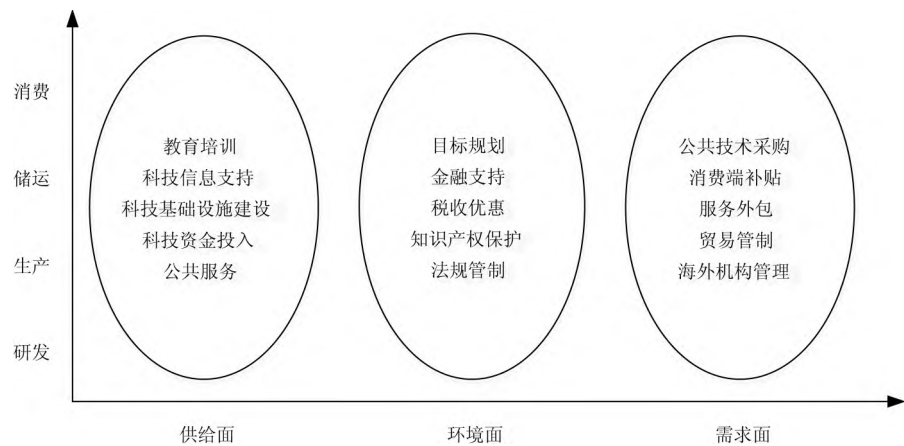 消费
储运
生产
研发
教育培训
科技信息支持
科技基础设施建设
科技资金投入
公共服务
目标规划
金融支持
税收优惠
知识产权保护
法规管制
公共技术采购
消费端补贴
服务外包
贸易管制
海外机构管理
供给面
环境面
需求面